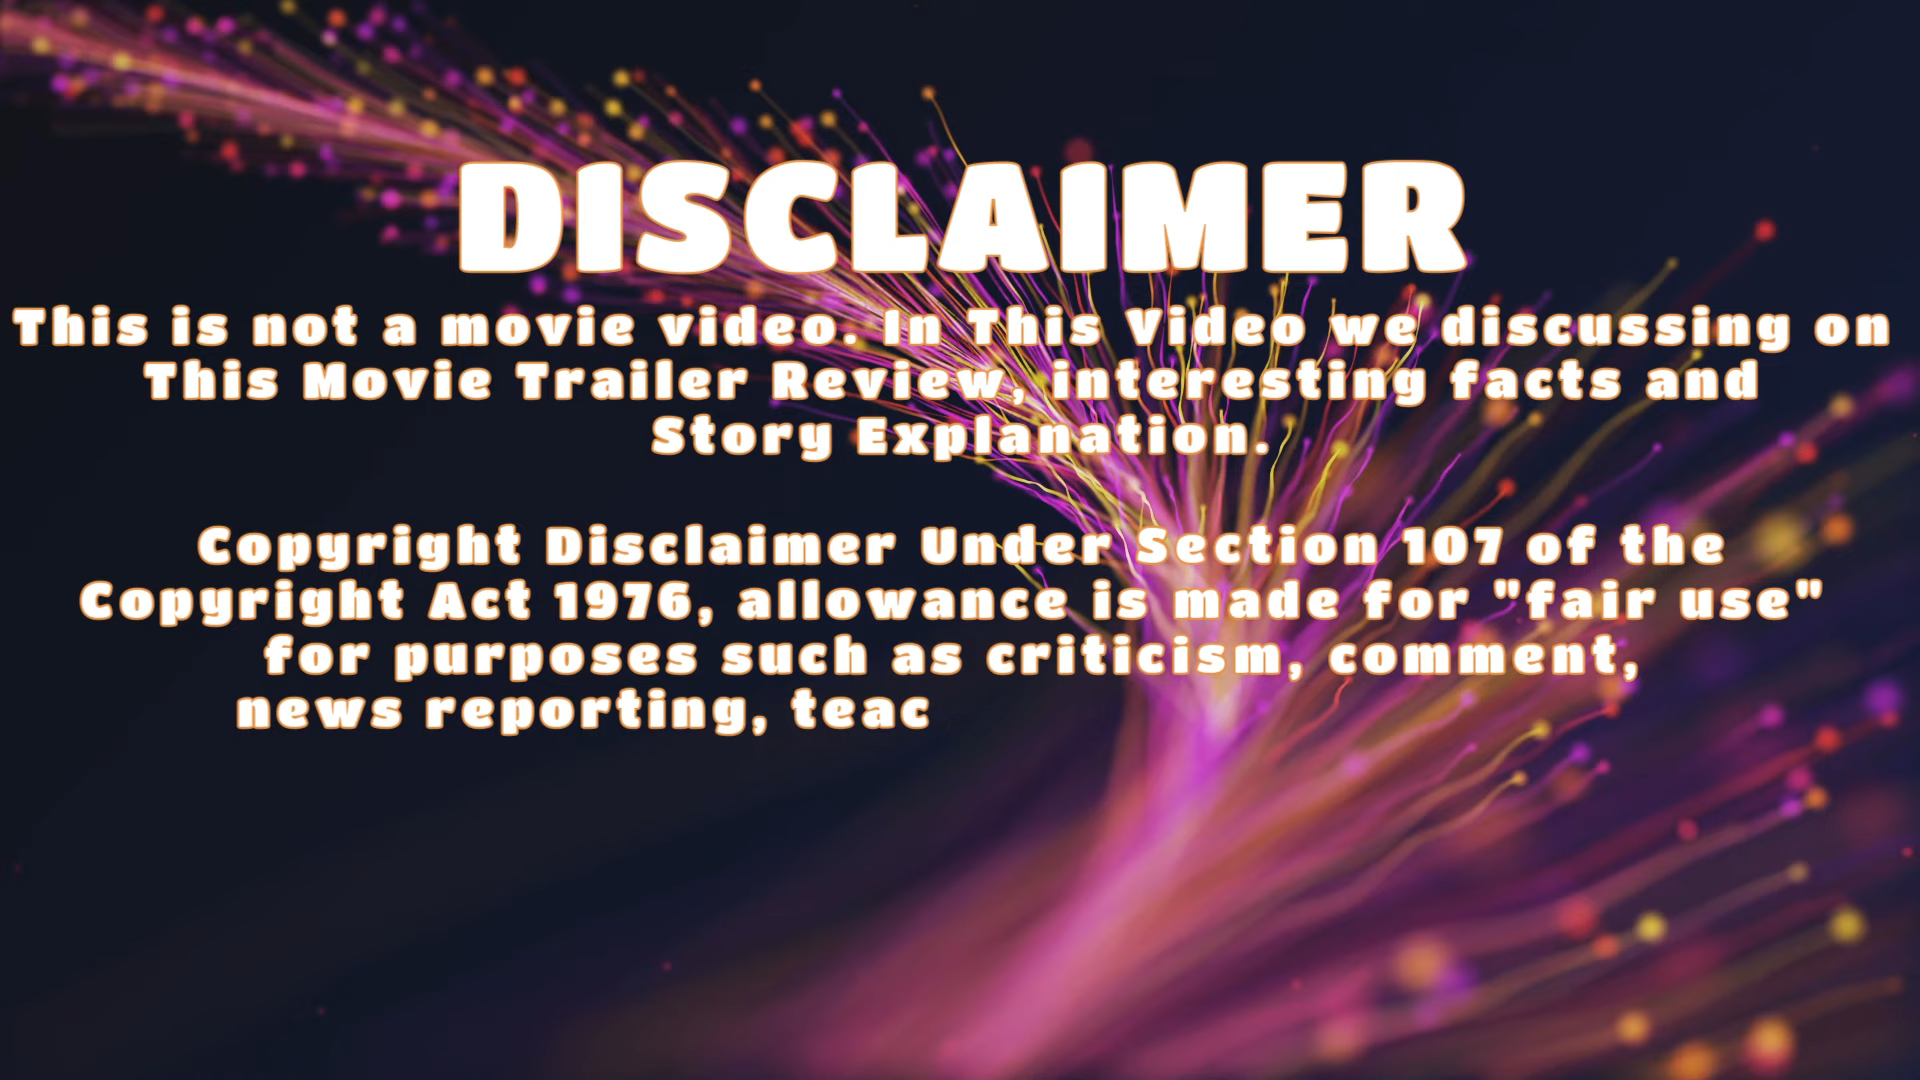 DISCLAIMER
This is not a movie video. In This Video we discussing on
This Movie Trailer Review, interesting facts and
Story Explanation.
Copyright Disclaimer Under Section 107 of the
Copyright Act 1976, allowance is made for "fair use"
for purposes such as criticism, comment,
news reporting, teac